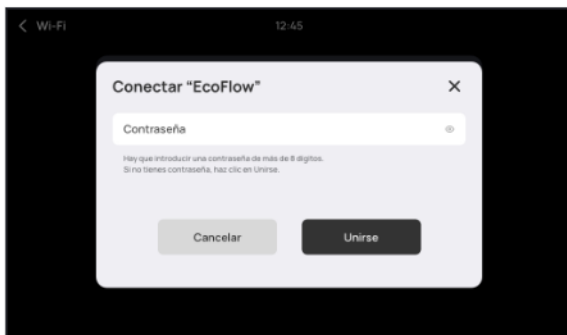 Wi-Fi
12:45
Conectar “EcoFlow”
Contraseña
Hay que introducir una contraseña de más de 8 dígitos.
Si no tienes contraseña, haz clic en Unirse.
Cancelar
Unirse